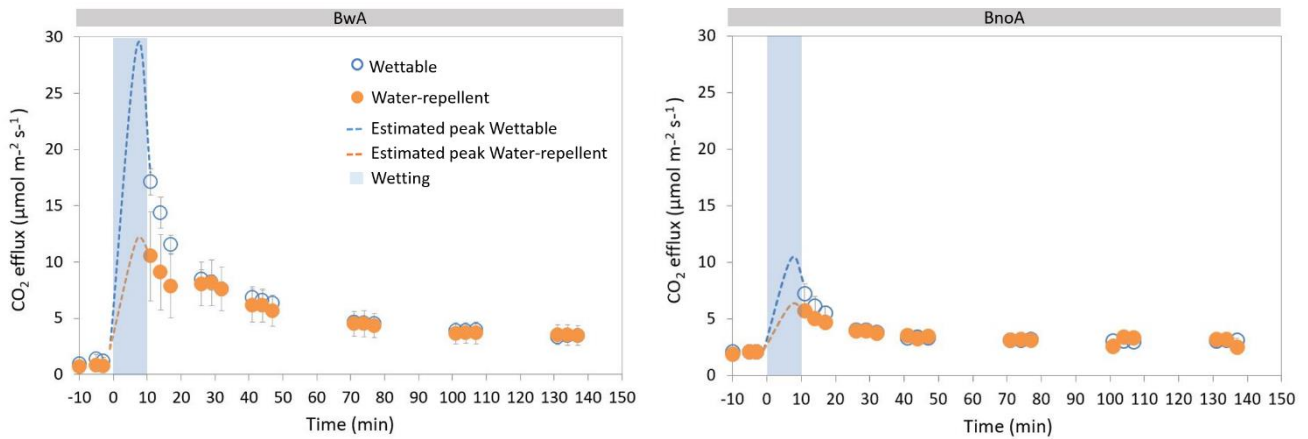 BwA
30
25
20
15
10
5
0
CO₂ efflux (µmol m-² s-¹ )
Wettable
Water-repellent
Estimated peak Wettable
Estimated peak Water-repellent
Wetting
-10 0 10 20 30 40 50 60 70 80 90 100 110 120 130 140 150
Time (min)
BnoA
30
25
20
15
10
5
0
CO₂ efflux (µmol m-² s-¹ )
-10 0 10 20 30 40 50 60 70 80 90 100 110 120 130 140 150
Time (min)